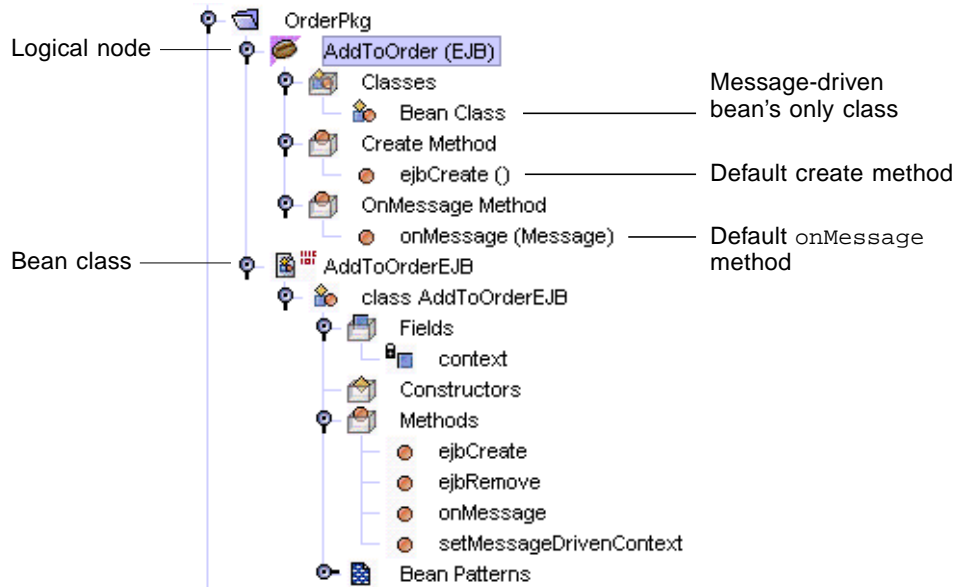 OrderPkg
Logical node
AddToOrder (EJB)
Classes
Message-driven
bean's only class
Bean Class
Create Method
ejbCreate ()
Default create method
OnMessage Method
onMessage (Message)
Default onMessage
method
Bean class
AddToOrderEJB
class AddToOrderEJB
Fields
context
Constructors
Methods
ejbCreate
ejbRemove
onMessage
setMessageDrivenContext
Bean Patterns